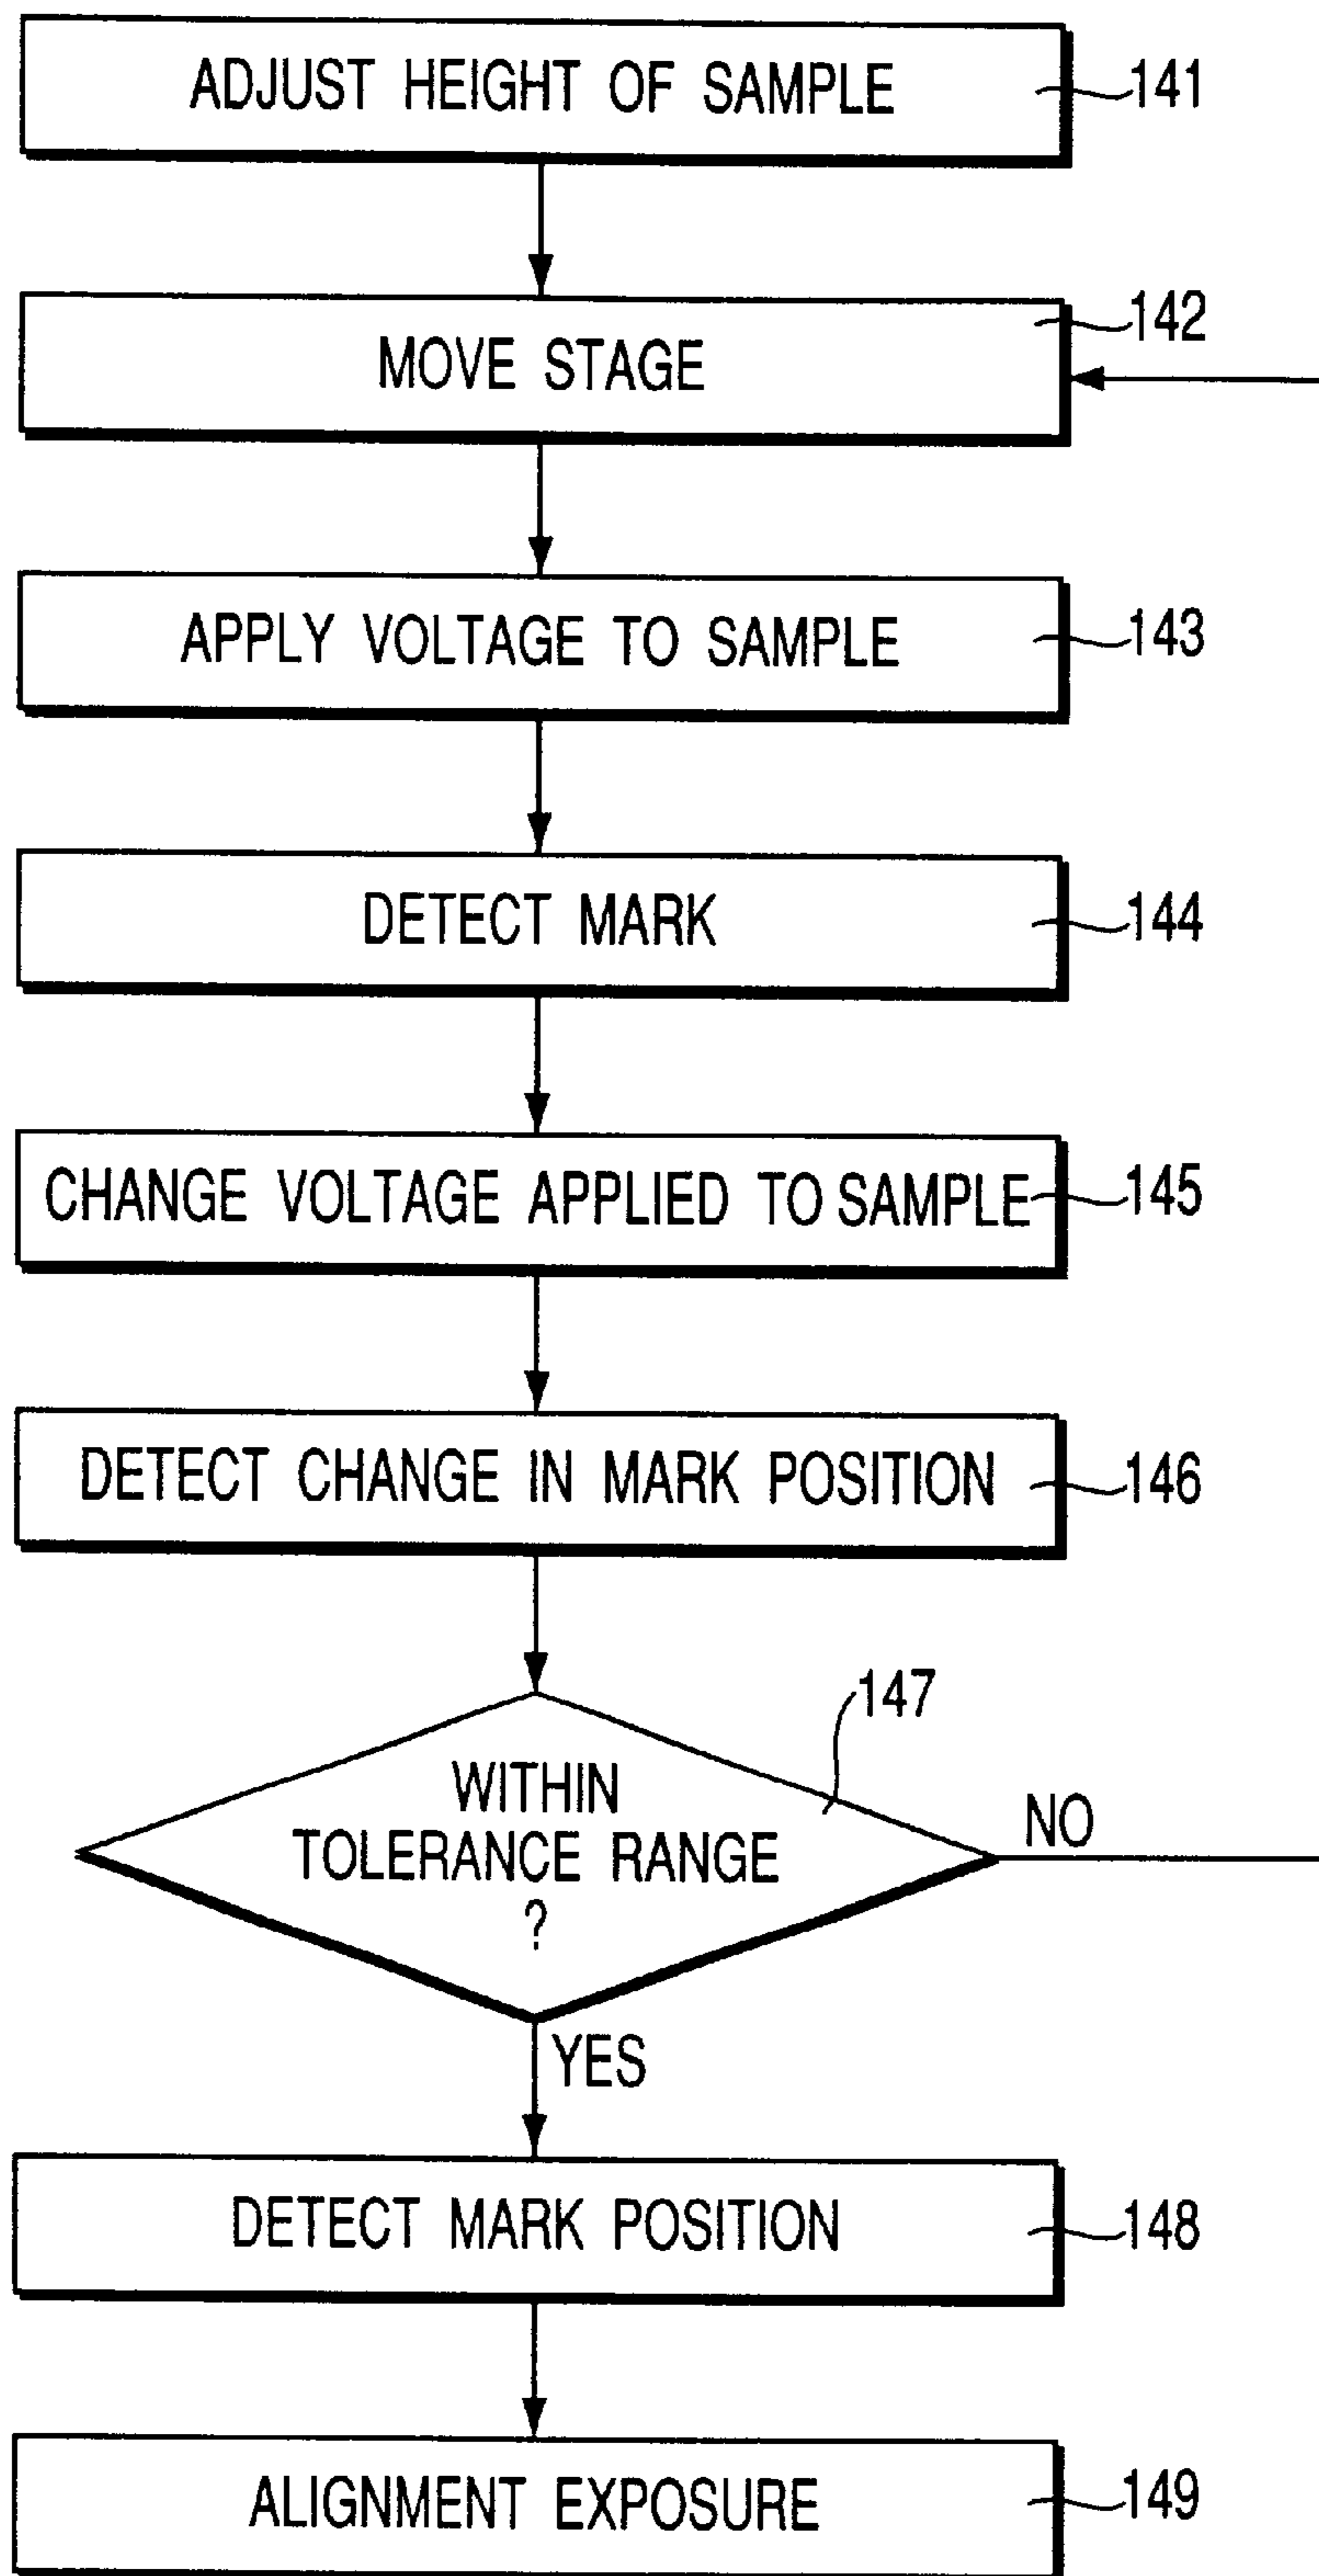 ADJUST HEIGHT OF SAMPLE 141
MOVE STAGE 142
APPLY VOLTAGE TO SAMPLE 143
DETECT MARK 144
CHANGE VOLTAGE APPLIED TO SAMPLE 145
DETECT CHANGE IN MARK POSITION 146
147
WITHIN
TOLERANCE RANGE
?
NO
YES
DETECT MARK POSITION 148
ALIGNMENT EXPOSURE 149